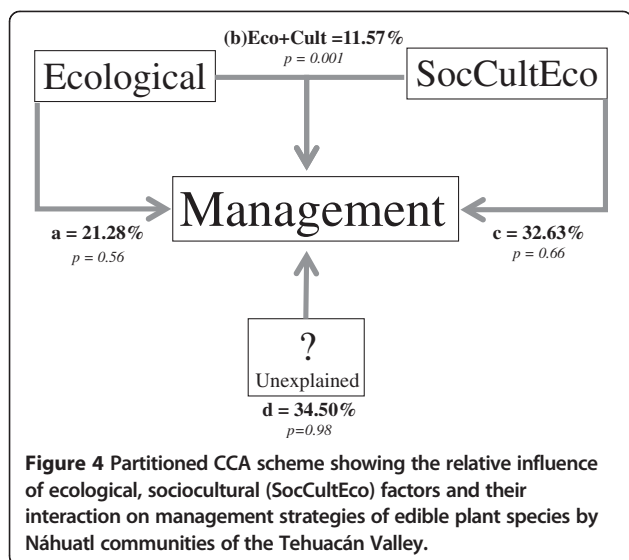 (b)Eco+Cult =11.57%
p = 0.001
Ecological
SocCultEco
Management
a = 21.28%
p = 0.56
c = 32.63%
p = 0.66
?
Unexplained
d = 34.50%
p=0.98
Figure 4 Partitioned CCA scheme showing the relative influence
of ecological, sociocultural (SocCultEco) factors and their
interaction on management strategies of edible plant species by
Náhuatl communities of the Tehuacán Valley.